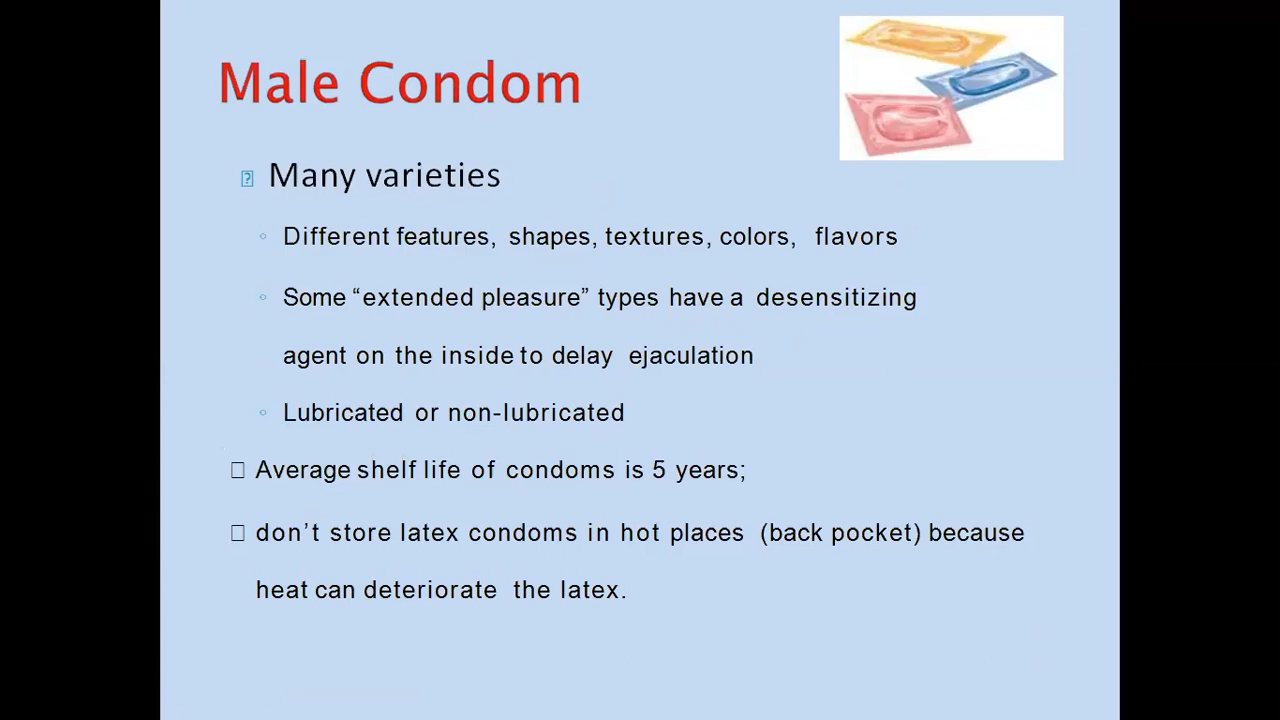 Male Condom
Many varieties
Different features, shapes, textures, colors, flavors
Some “extended pleasure” types have a desensitizing
agent on the inside to delay ejaculation
Lubricated or non-lubricated
Average shelf life of condoms is 5 years;
don’t store latex condoms in hot places (back pocket) because
heat can deteriorate the latex.